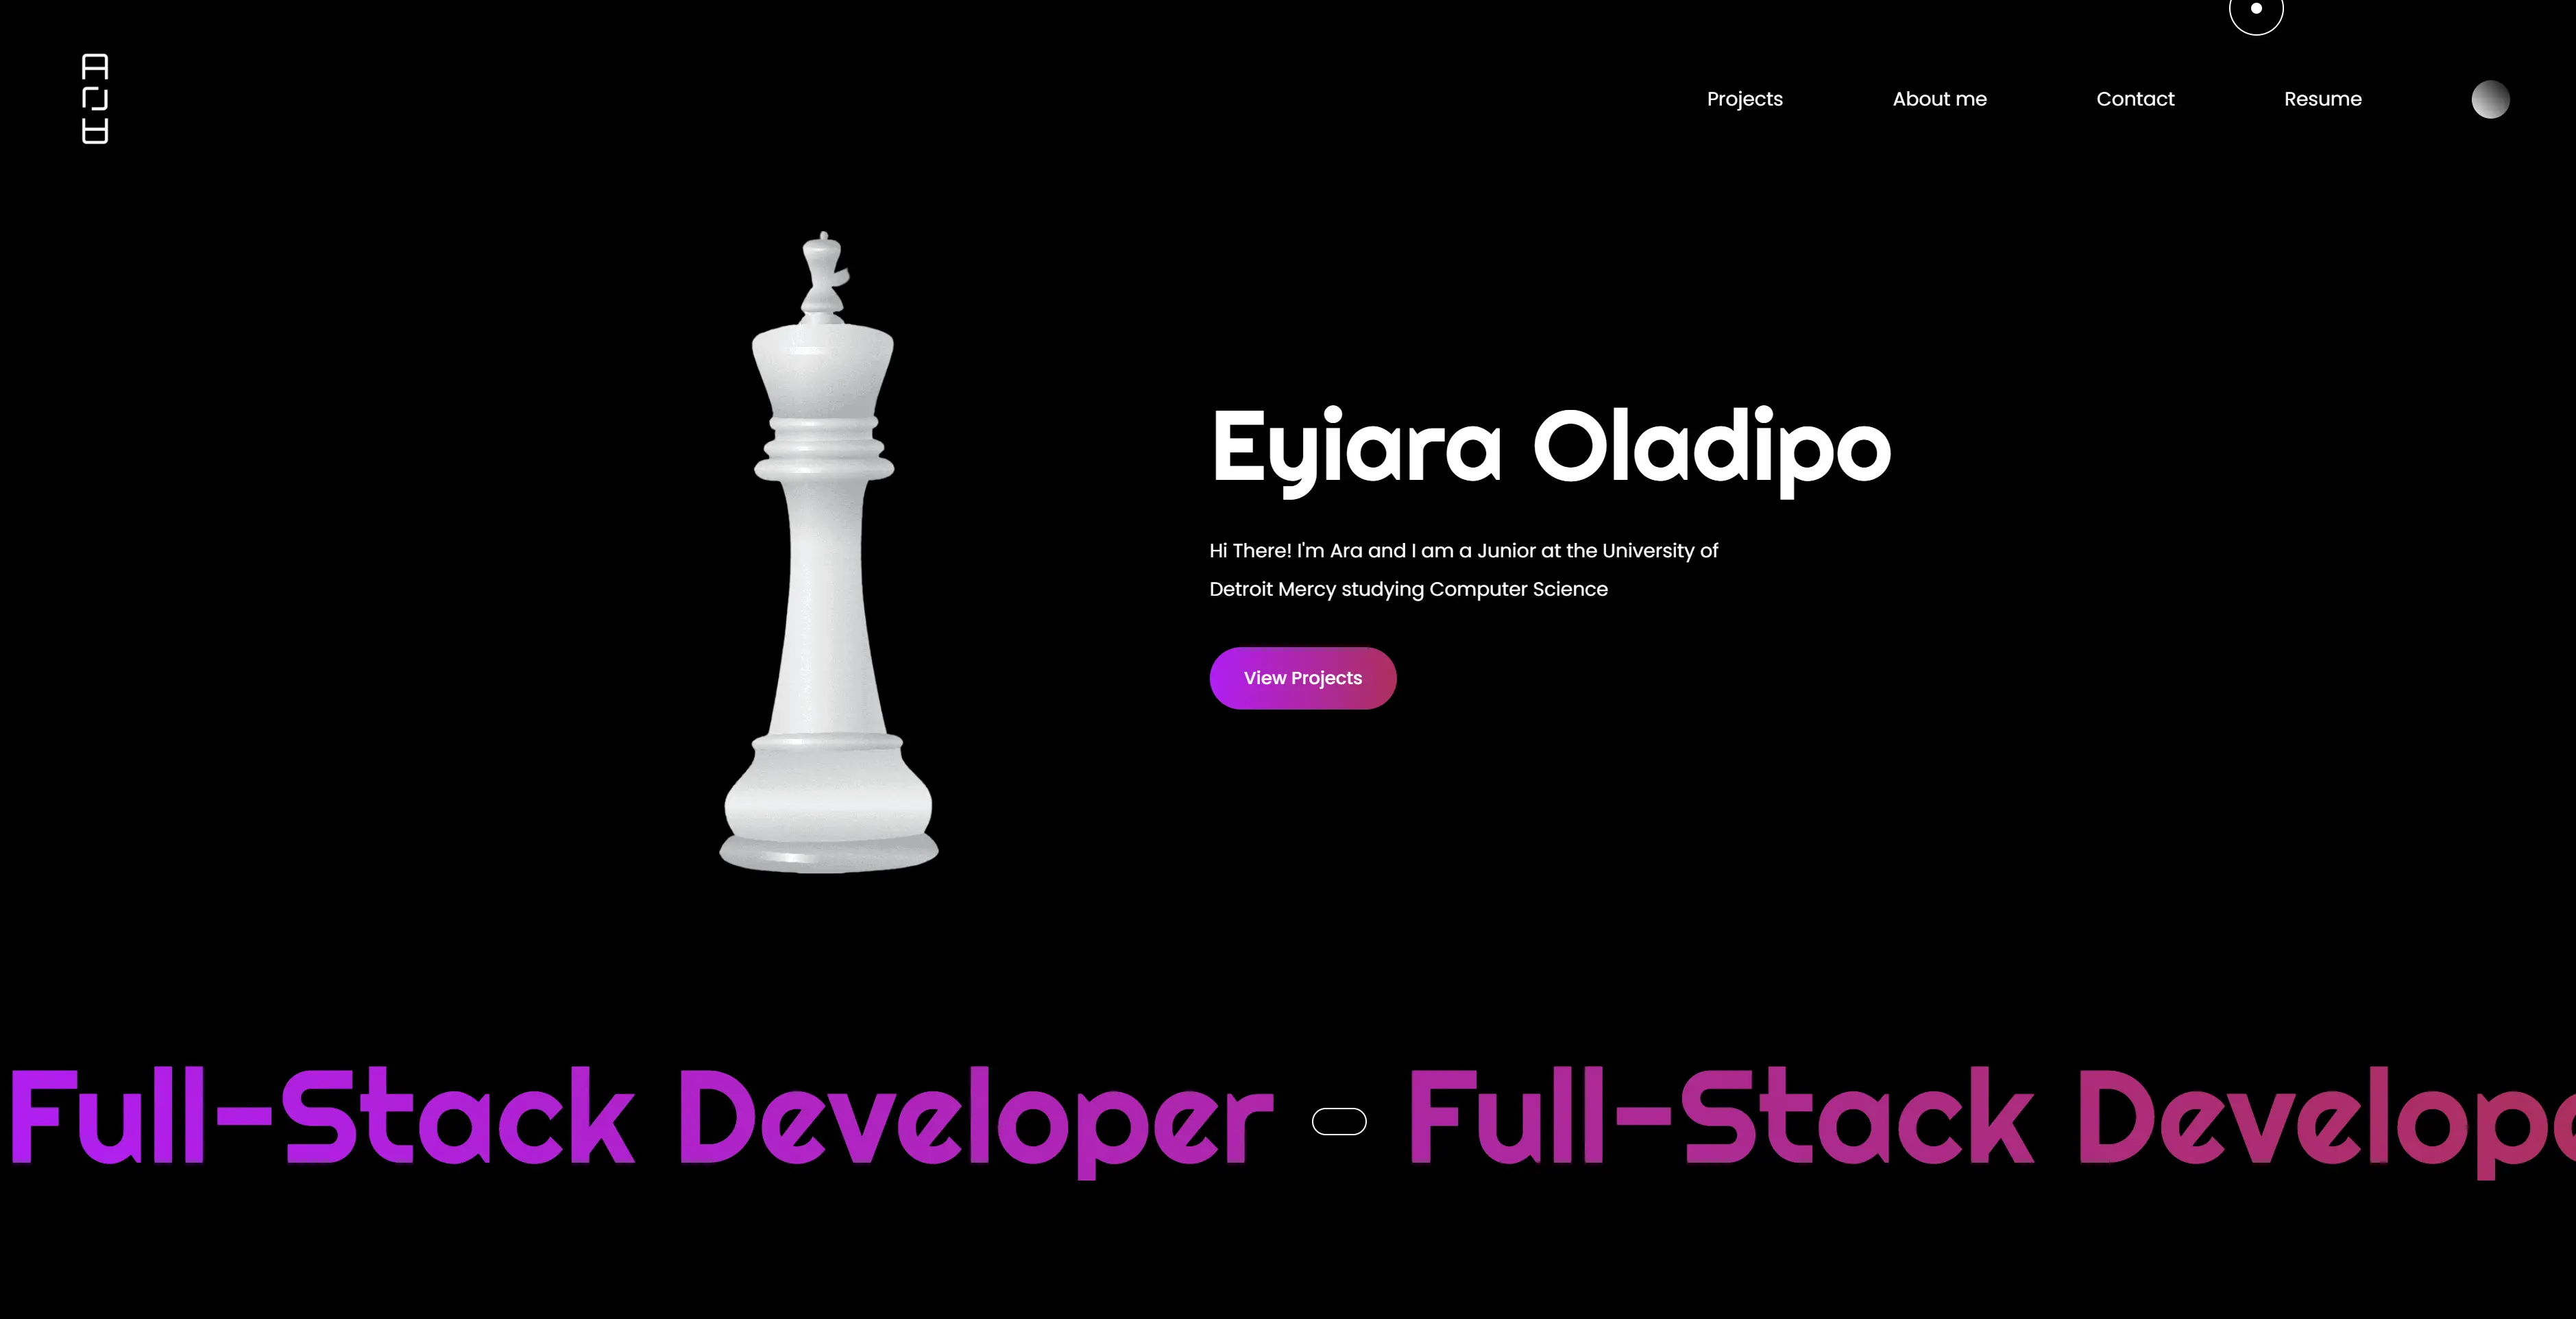 Projects About me Contact Resume
Eyiara Oladipo
Hi There! I'm Ara and I am a Junior at the University of
Detroit Mercy studying Computer Science
View Projects
Full-Stack Developer Full-Stack Develope